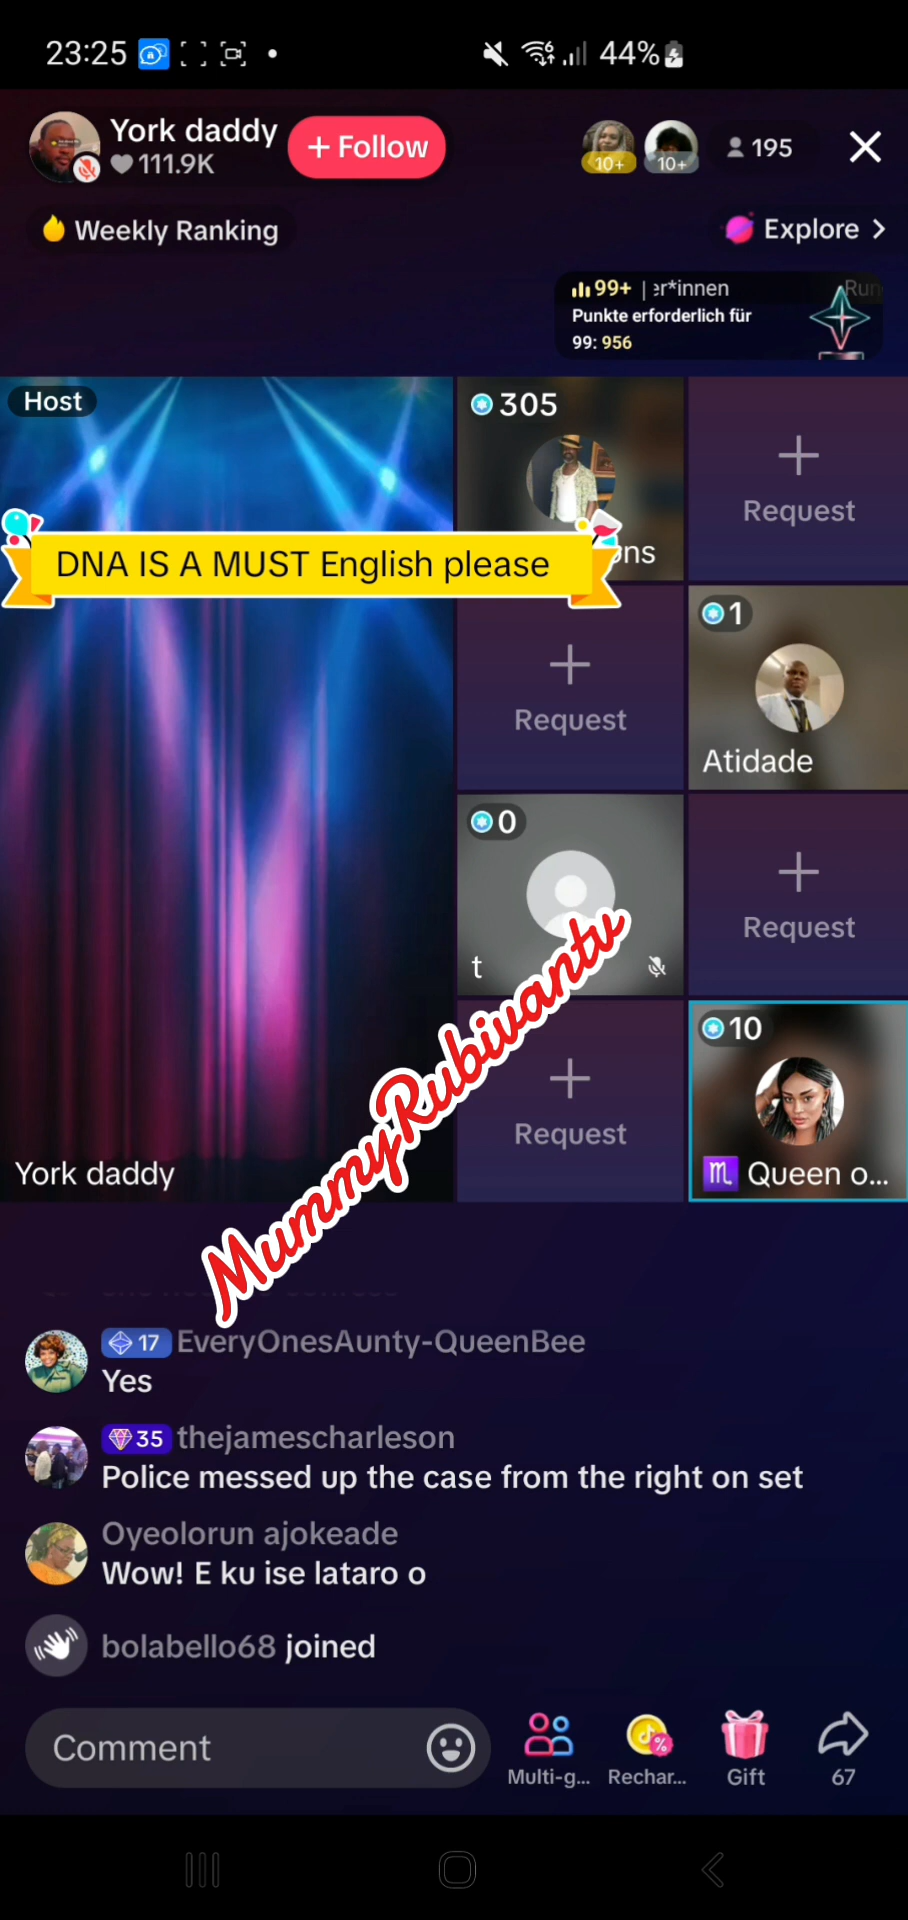 23:25
44%
York daddy
111.9K
+ Follow
10+
10+
195
Weekly Ranking
Explore
99+ | er*innen
Punkte erforderlich für
99: 956
Host
305
Request
DNA IS A MUST English please
Request
1
Atidade
0
t
Request
Request
10
Queen o...
York daddy
MummyRubivantv
17 EveryOnesAunty-QueenBee
Yes
35 thejamescharleson
Police messed up the case from the right on set
Oyeolorun ajokeade
Wow! E ku ise lataro o
bolabello68 joined
Comment
Multi-g...
Rechar...
Gift
67